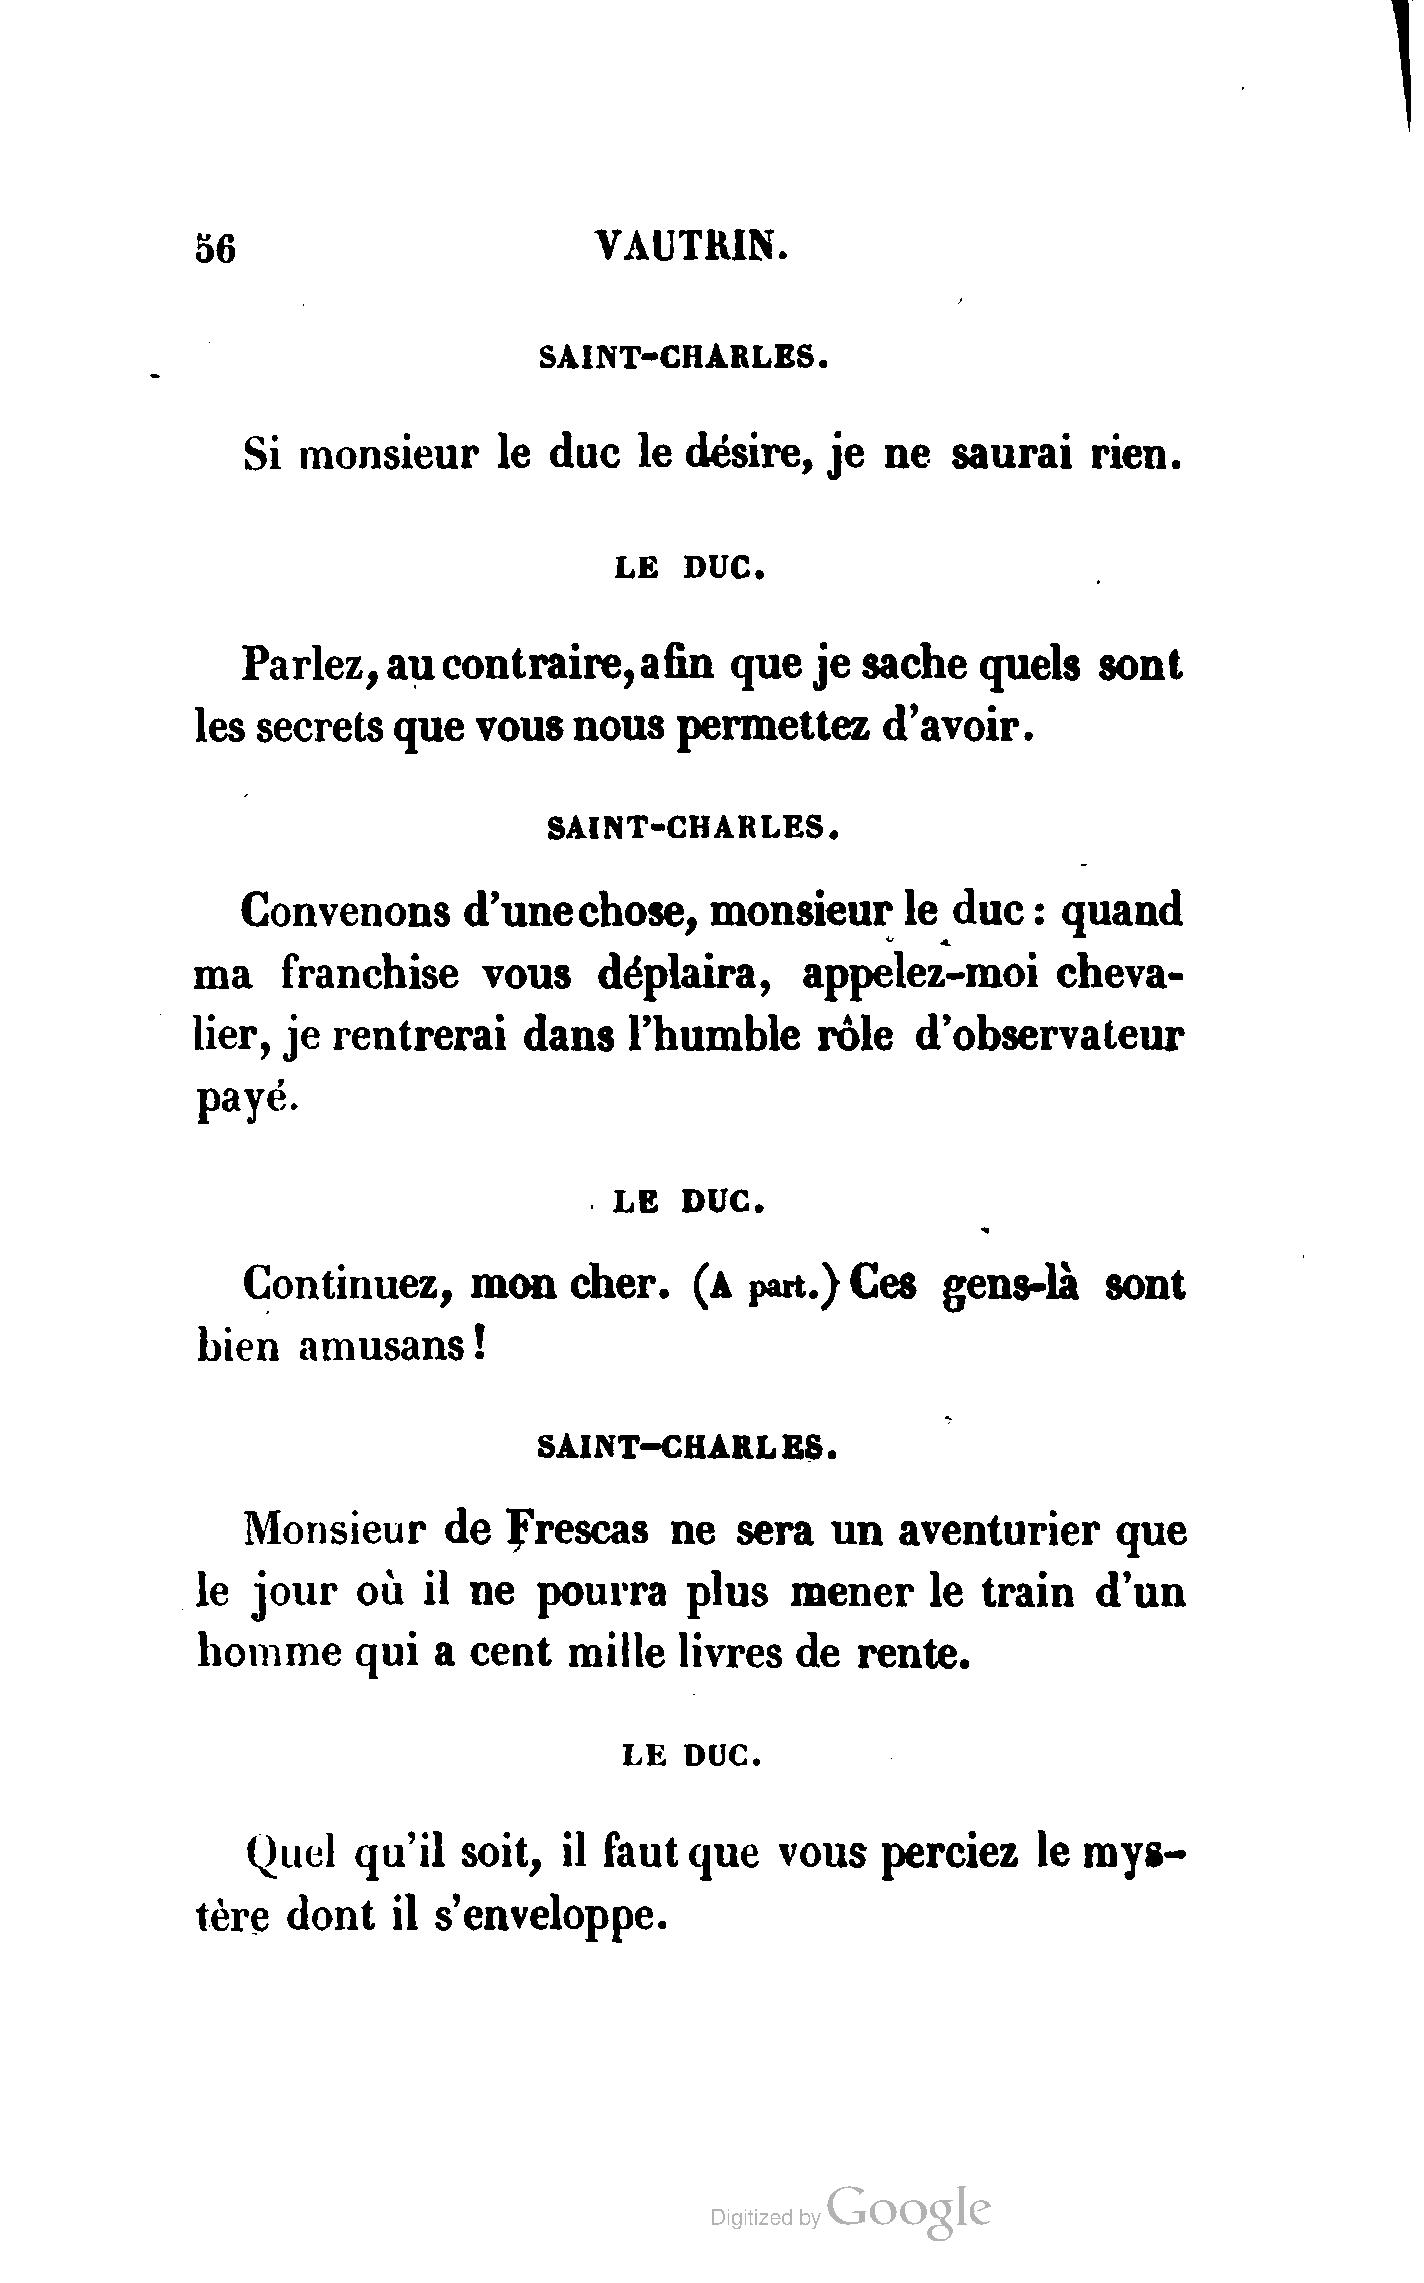 56 VAUTRIN.
SAINT-CHARLES.
Si monsieur le duc le désire, je ne saurai rien.
LE DUC.
Parlez, au contraire, afin que je sache quels sont
les secrets que vous nous permettez d'avoir.
SAINT-CHARLES.
Convenons d'une chose, monsieur le duc : quand
ma franchise vous déplaira, appelez-moi cheva-
lier, je rentrerai dans l'humble rôle d'observateur
payé.
LE DUC.
Continuez, mon cher. (A part.) Ces gens-là sont
bien amusans !
SAINT-CHARLES.
Monsieur de Frescas ne sera un aventurier que
le jour où il ne pourra plus mener le train d'un
homme qui a cent mille livres de rente.
LE DUC.
Quel qu'il soit, il faut que vous perciez le mys-
tère dont il s'enveloppe.
Digitized by Google